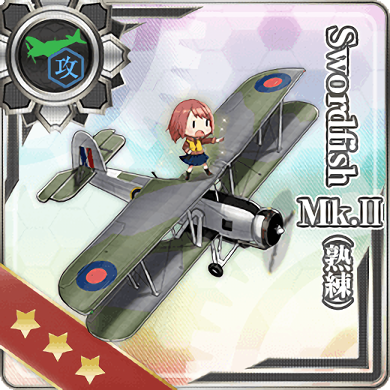 攻
Swordfish
Mk.II
(熟練)